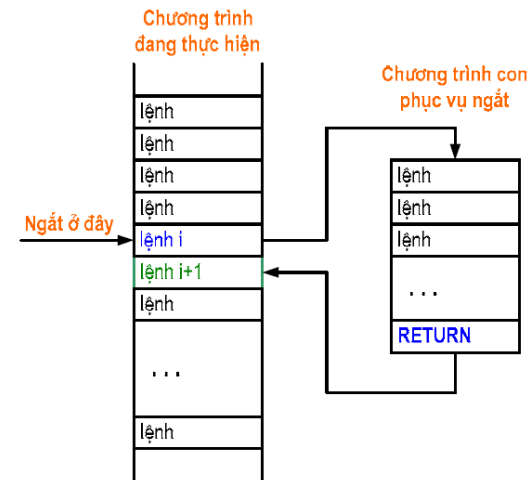 Chương trình
đang thực hiện
lệnh
lệnh
lệnh
lệnh
Ngắt ở đây
lệnh i
lệnh i+1
lệnh
...
lệnh
Chương trình con
phục vụ ngắt
lệnh
lệnh
lệnh
...
RETURN